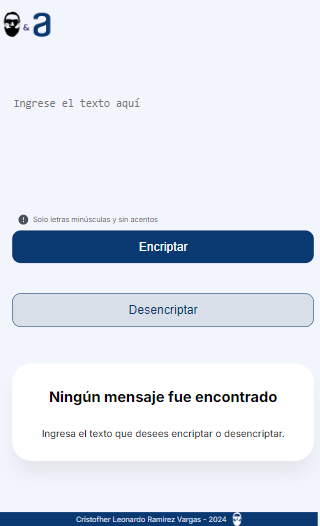 & a
Ingrese el texto aquí
Solo letras minúsculas y sin acentos
Encriptar
Desencriptar
Ningún mensaje fue encontrado
Ingresa el texto que desees encriptar o desencriptar.
Cristofher Leonardo Ramírez Vargas - 2024